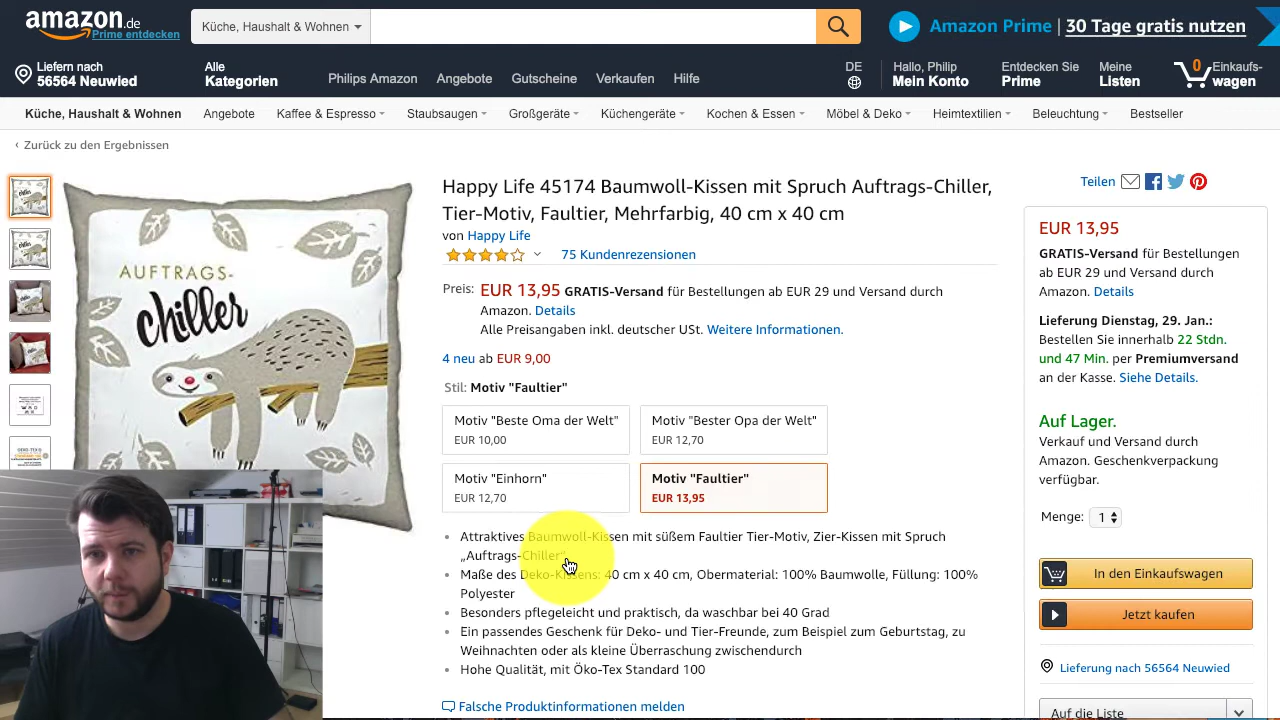 amazon.de
Prime entdecken
Küche, Haushalt & Wohnen
Amazon Prime | 30 Tage gratis nutzen
Liefern nach
56564 Neuwied
Alle
Kategorien
Philips Amazon
Angebote
Gutscheine
Verkaufen
Hilfe
DE
Hallo, Philip
Mein Konto
Entdecken Sie
Prime
Meine
Listen
0
Einkaufs-
wagen
Küche, Haushalt & Wohnen
Angebote
Kaffee & Espresso
Staubsaugen
Großgeräte
Küchengeräte
Kochen & Essen
Möbel & Deko
Heimtextilien
Beleuchtung
Bestseller
‹ Zurück zu den Ergebnissen
AUFTRAGS-
chiller
Happy Life 45174 Baumwoll-Kissen mit Spruch Auftrags-Chiller,
Tier-Motiv, Faultier, Mehrfarbig, 40 cm x 40 cm
von Happy Life
75 Kundenrezensionen
Preis: EUR 13,95 GRATIS-Versand für Bestellungen ab EUR 29 und Versand durch
Amazon. Details
Alle Preisangaben inkl. deutscher USt. Weitere Informationen.
4 neu ab EUR 9,00
Stil: Motiv "Faultier"
Motiv "Beste Oma der Welt"
EUR 10,00
Motiv "Bester Opa der Welt"
EUR 12,70
Motiv "Einhorn"
EUR 12,70
Motiv "Faultier"
EUR 13,95
• Attraktives Baumwoll-Kissen mit süßem Faultier Tier-Motiv, Zier-Kissen mit Spruch
„Auftrags-Chiller“
• Maße des Deko-Kissens: 40 cm x 40 cm, Obermaterial: 100% Baumwolle, Füllung: 100%
Polyester
• Besonders pflegeleicht und praktisch, da waschbar bei 40 Grad
• Ein passendes Geschenk für Deko- und Tier-Freunde, zum Beispiel zum Geburtstag, zu
Weihnachten oder als kleine Überraschung zwischendurch
• Hohe Qualität, mit Öko-Tex Standard 100
Falsche Produktinformationen melden
Teilen
EUR 13,95
GRATIS-Versand für Bestellungen
ab EUR 29 und Versand durch
Amazon. Details
Lieferung Dienstag, 29. Jan.:
Bestellen Sie innerhalb 22 Stdn.
und 47 Min. per Premiumversand
an der Kasse. Siehe Details.
Auf Lager.
Verkauf und Versand durch
Amazon. Geschenkverpackung
verfügbar.
Menge: 1
In den Einkaufswagen
Jetzt kaufen
Lieferung nach 56564 Neuwied
Auf die Liste